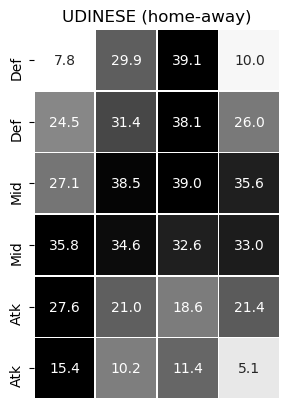 UDINESE (home-away)
Def 7.8 29.9 39.1 10.0
Def 24.5 31.4 38.1 26.0
Mid 27.1 38.5 39.0 35.6
Mid 35.8 34.6 32.6 33.0
Atk 27.6 21.0 18.6 21.4
Atk 15.4 10.2 11.4 5.1